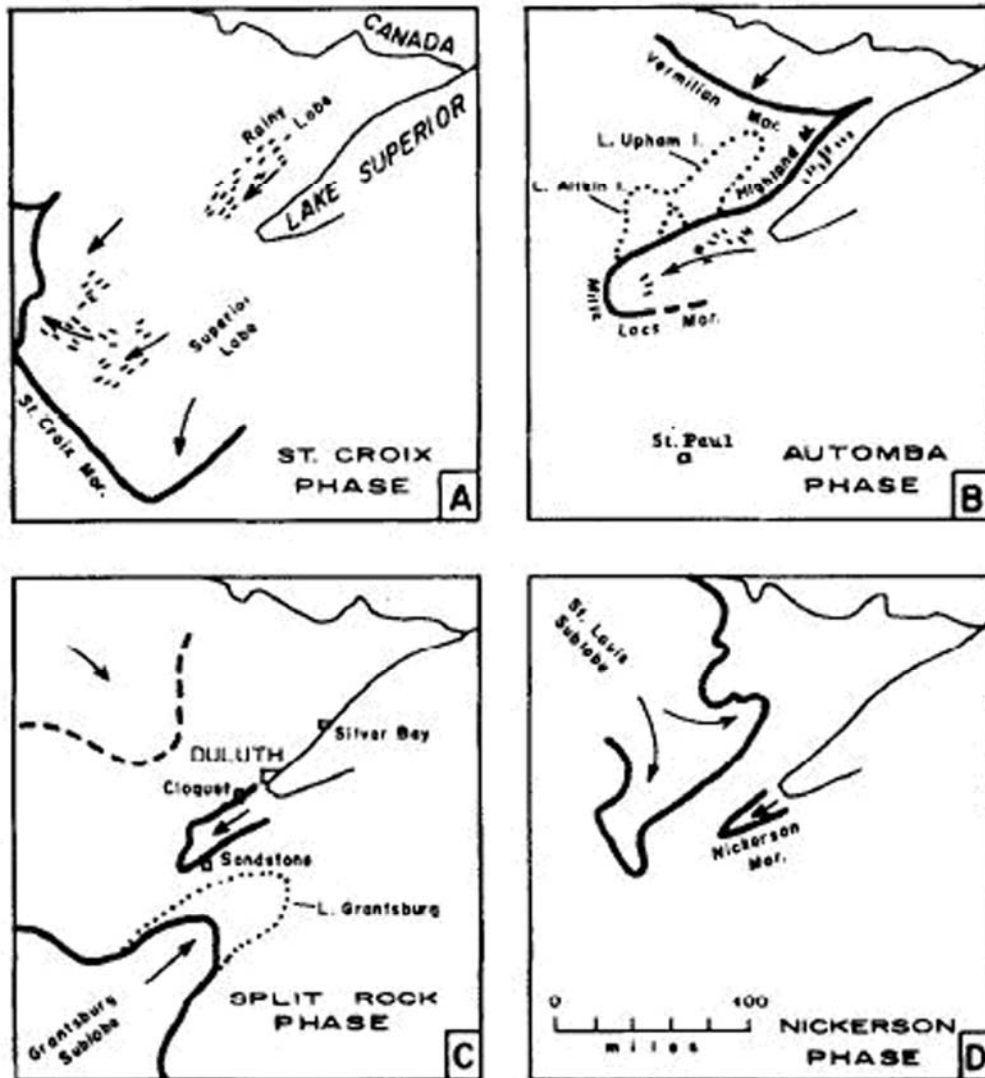 CANADA
Rainy
Lobe
LAKE SUPERIOR
Superior
Lobe
St. Croix Mor.
ST. CROIX
PHASE
A
Vermilion
Mor.
L. Upham I.
Highland M.
L. Aitkin I.
Mille
Lacs Mor.
St. Paul
AUTOMBA
PHASE
B
Silver Bay
DULUTH
Cloquet
Sandstone
L. Grantsburg
Grantsburg
Sublobe
SPLIT ROCK
PHASE
C
St. Louis
Sublobe
Nickerson
Mor.
0 100
miles
NICKERSON
PHASE
D